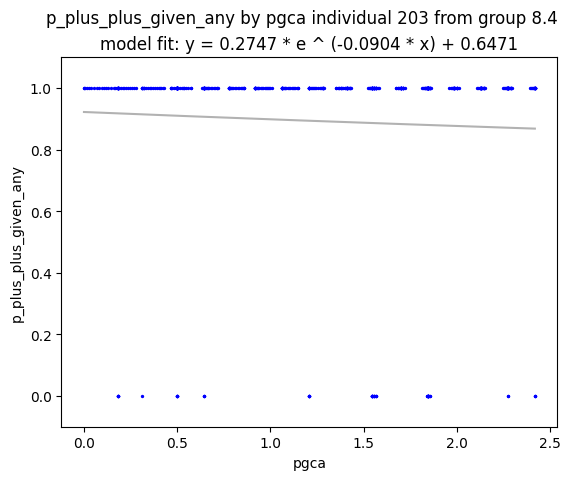 p_plus_plus_given_any by pgca individual 203 from group 8.4
model fit: y = 0.2747 * e ^ (-0.0904 * x) + 0.6471
1.0
0.8
0.6
0.4
0.2
0.0
p_plus_plus_given_any
0.0 0.5 1.0 1.5 2.0 2.5
pgca